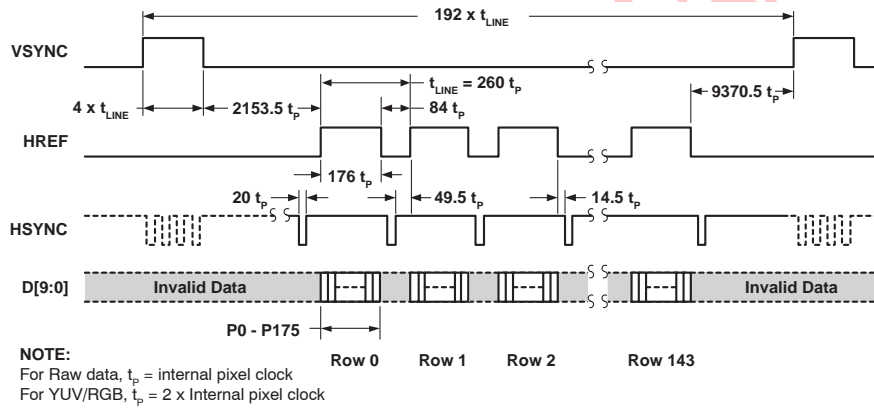 192 x tLINE
VSYNC
tLINE = 260 tP
4 x tLINE
2153.5 tP
84 tP
9370.5 tP
HREF
176 tP
20 tP
49.5 tP
14.5 tP
HSYNC
D[9:0]
Invalid Data
Invalid Data
P0 - P175
Row 0
Row 1
Row 2
Row 143
NOTE:
For Raw data, tP = internal pixel clock
For YUV/RGB, tP = 2 x Internal pixel clock